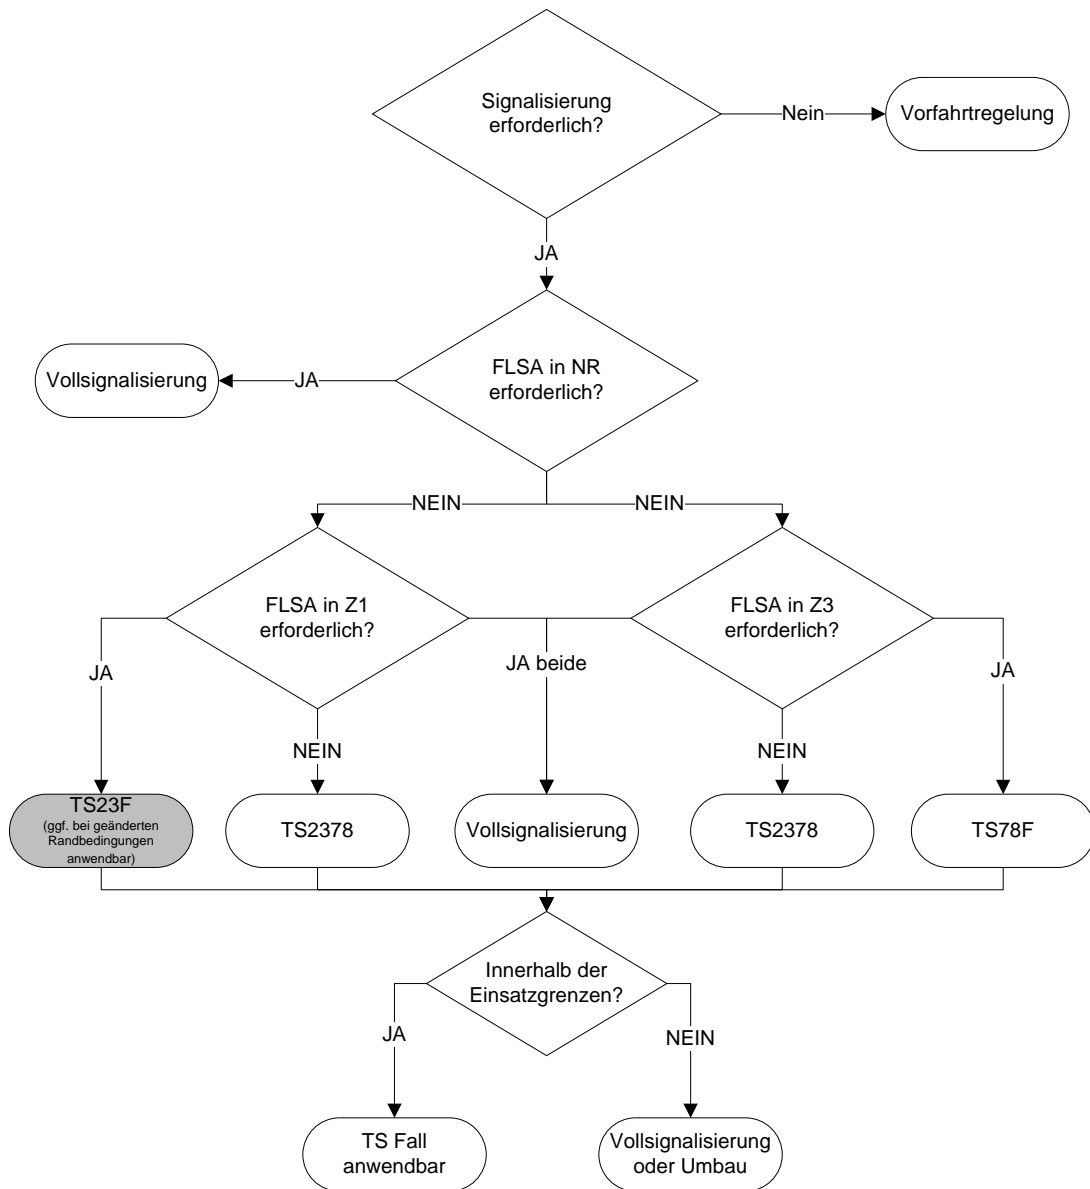 Signalisierung
erforderlich?
Nein
Vorfahrtregelung
JA
FLSA in NR
erforderlich?
JA
Vollsignalisierung
NEIN
NEIN
FLSA in Z1
erforderlich?
FLSA in Z3
erforderlich?
JA
JA beide
JA
NEIN
NEIN
TS23F
(ggf. bei geänderten
Randbedingungen
anwendbar)
TS2378
Vollsignalisierung
TS2378
TS78F
Innerhalb der
Einsatzgrenzen?
JA
NEIN
TS Fall
anwendbar
Vollsignalisierung
oder Umbau